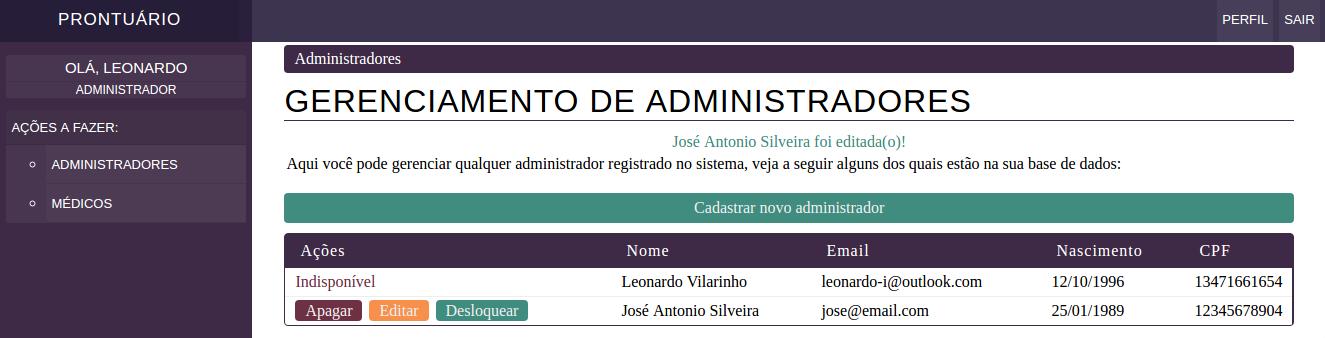 PRONTUÁRIO
PERFIL SAIR
OLÁ, LEONARDO
ADMINISTRADOR
AÇÕES A FAZER:
ADMINISTRADORES
MÉDICOS
Administradores
GERENCIAMENTO DE ADMINISTRADORES
José Antonio Silveira foi editada(o)!
Aqui você pode gerenciar qualquer administrador registrado no sistema, veja a seguir alguns dos quais estão na sua base de dados:
Cadastrar novo administrador
Ações Nome Email Nascimento CPF
Indisponível Leonardo Vilarinho leonardo-i@outlook.com 12/10/1996 13471661654
Apagar Editar Desloquear José Antonio Silveira jose@email.com 25/01/1989 12345678904